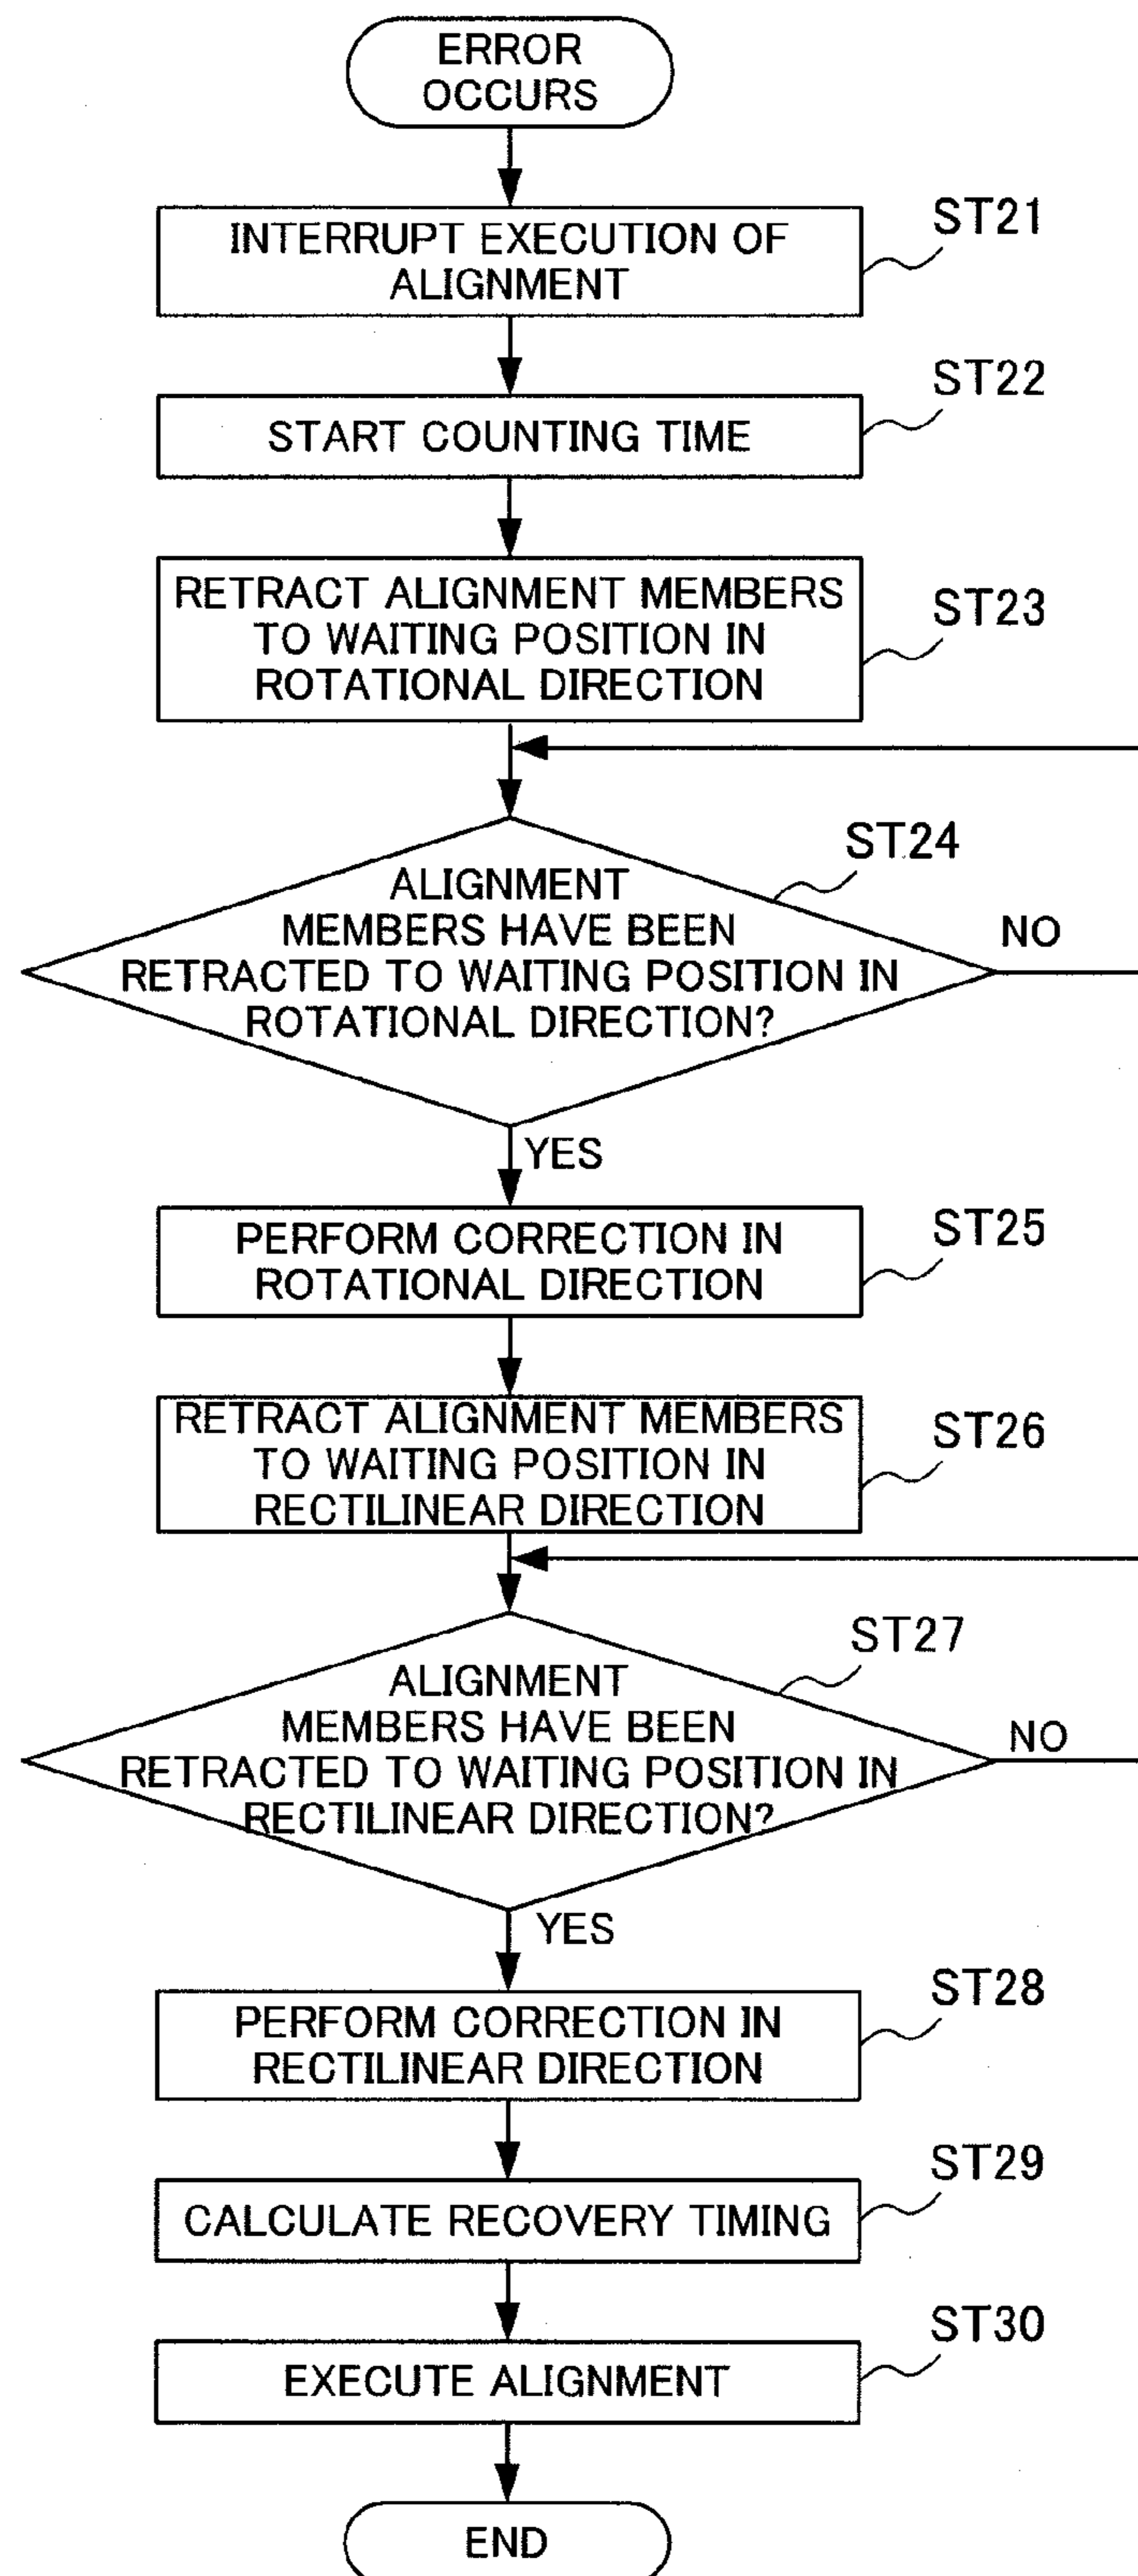 ERROR
OCCURS
INTERRUPT EXECUTION OF
ALIGNMENT
ST21
START COUNTING TIME
ST22
RETRACT ALIGNMENT MEMBERS
TO WAITING POSITION IN
ROTATIONAL DIRECTION
ST23
ALIGNMENT
MEMBERS HAVE BEEN
RETRACTED TO WAITING POSITION IN
ROTATIONAL DIRECTION?
ST24
NO
YES
PERFORM CORRECTION IN
ROTATIONAL DIRECTION
ST25
RETRACT ALIGNMENT MEMBERS
TO WAITING POSITION IN
RECTILINEAR DIRECTION
ST26
ALIGNMENT
MEMBERS HAVE BEEN
RETRACTED TO WAITING POSITION IN
RECTILINEAR DIRECTION?
ST27
NO
YES
PERFORM CORRECTION IN
RECTILINEAR DIRECTION
ST28
CALCULATE RECOVERY TIMING
ST29
EXECUTE ALIGNMENT
ST30
END